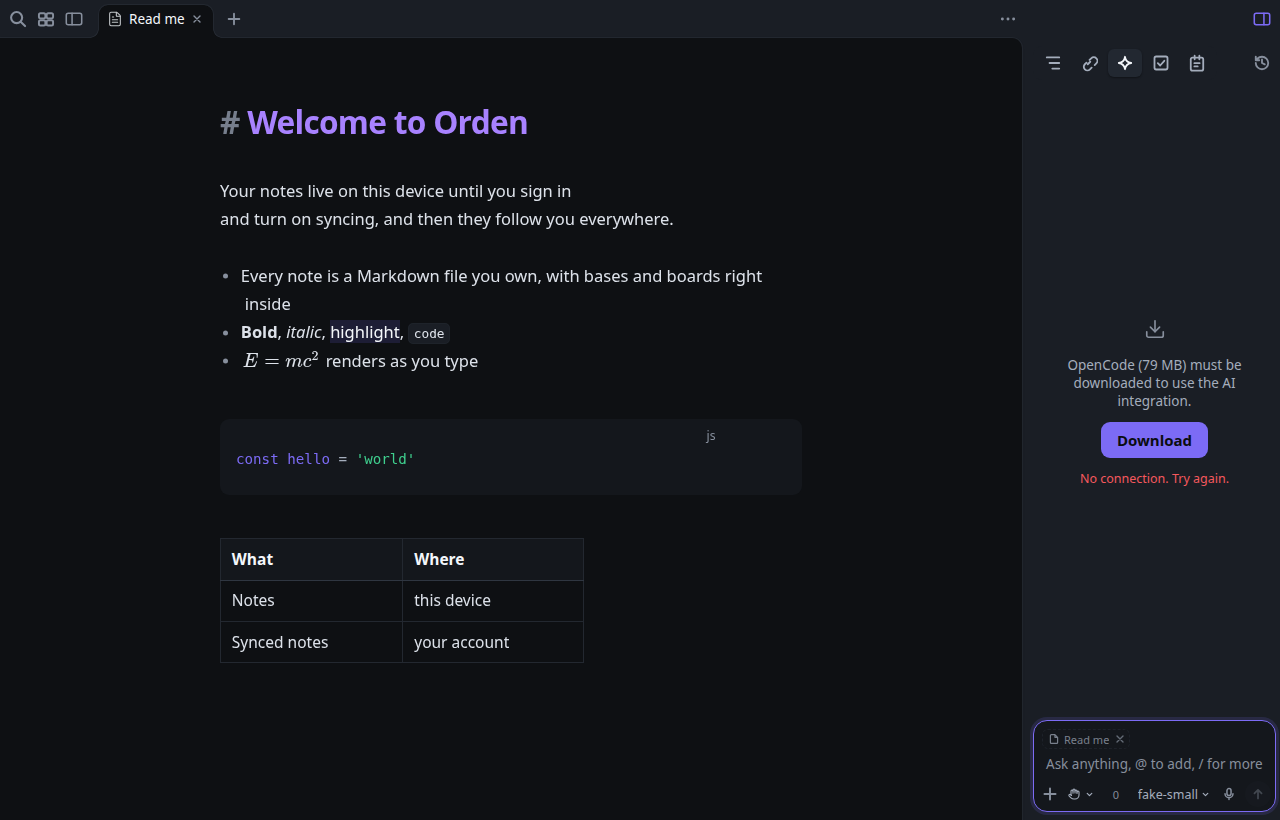 Read me
# Welcome to Orden
Your notes live on this device until you sign in
and turn on syncing, and then they follow you everywhere.
Every note is a Markdown file you own, with bases and boards right
inside
Bold, italic, highlight, code
E = mc² renders as you type
js
const hello = 'world'
What Where
Notes this device
Synced notes your account
OpenCode (79 MB) must be
downloaded to use the AI
integration.
Download
No connection. Try again.
Read me
Ask anything, @ to add, / for more
0 fake-small